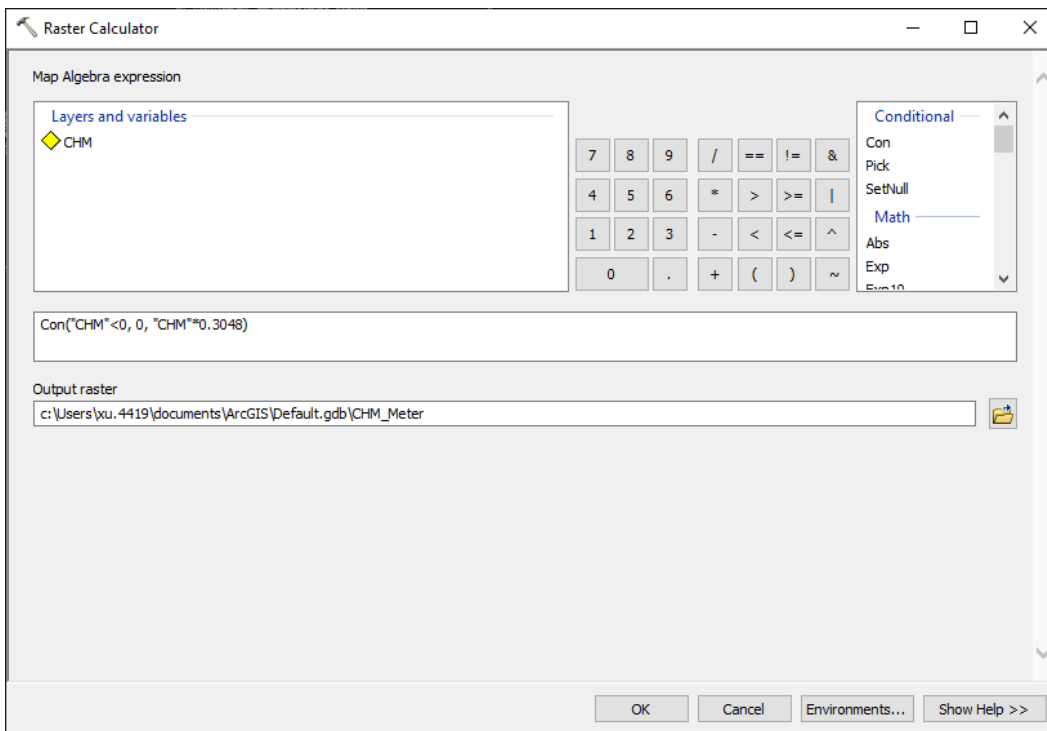 Raster Calculator
Map Algebra expression
Layers and variables
CHM
7 8 9 / == != &
4 5 6 * > >= |
1 2 3 - < <= ^
0 . + ( ) ~
Conditional
Con
Pick
SetNull
Math
Abs
Exp
Exp10
Con("CHM"<0, 0, "CHM"*0.3048)
Output raster
c:\Users\xu.4419\documents\ArcGIS\Default.gdb\CHM_Meter
OK Cancel Environments... Show Help >>